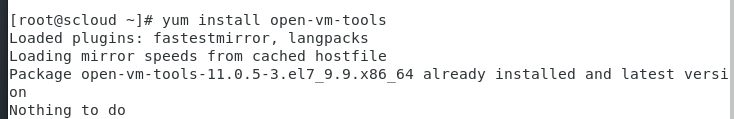 [root@scloud ~]# yum install open-vm-tools
Loaded plugins: fastestmirror, langpacks
Loading mirror speeds from cached hostfile
Package open-vm-tools-11.0.5-3.el7_9.9.x86_64 already installed and latest versi
on
Nothing to do